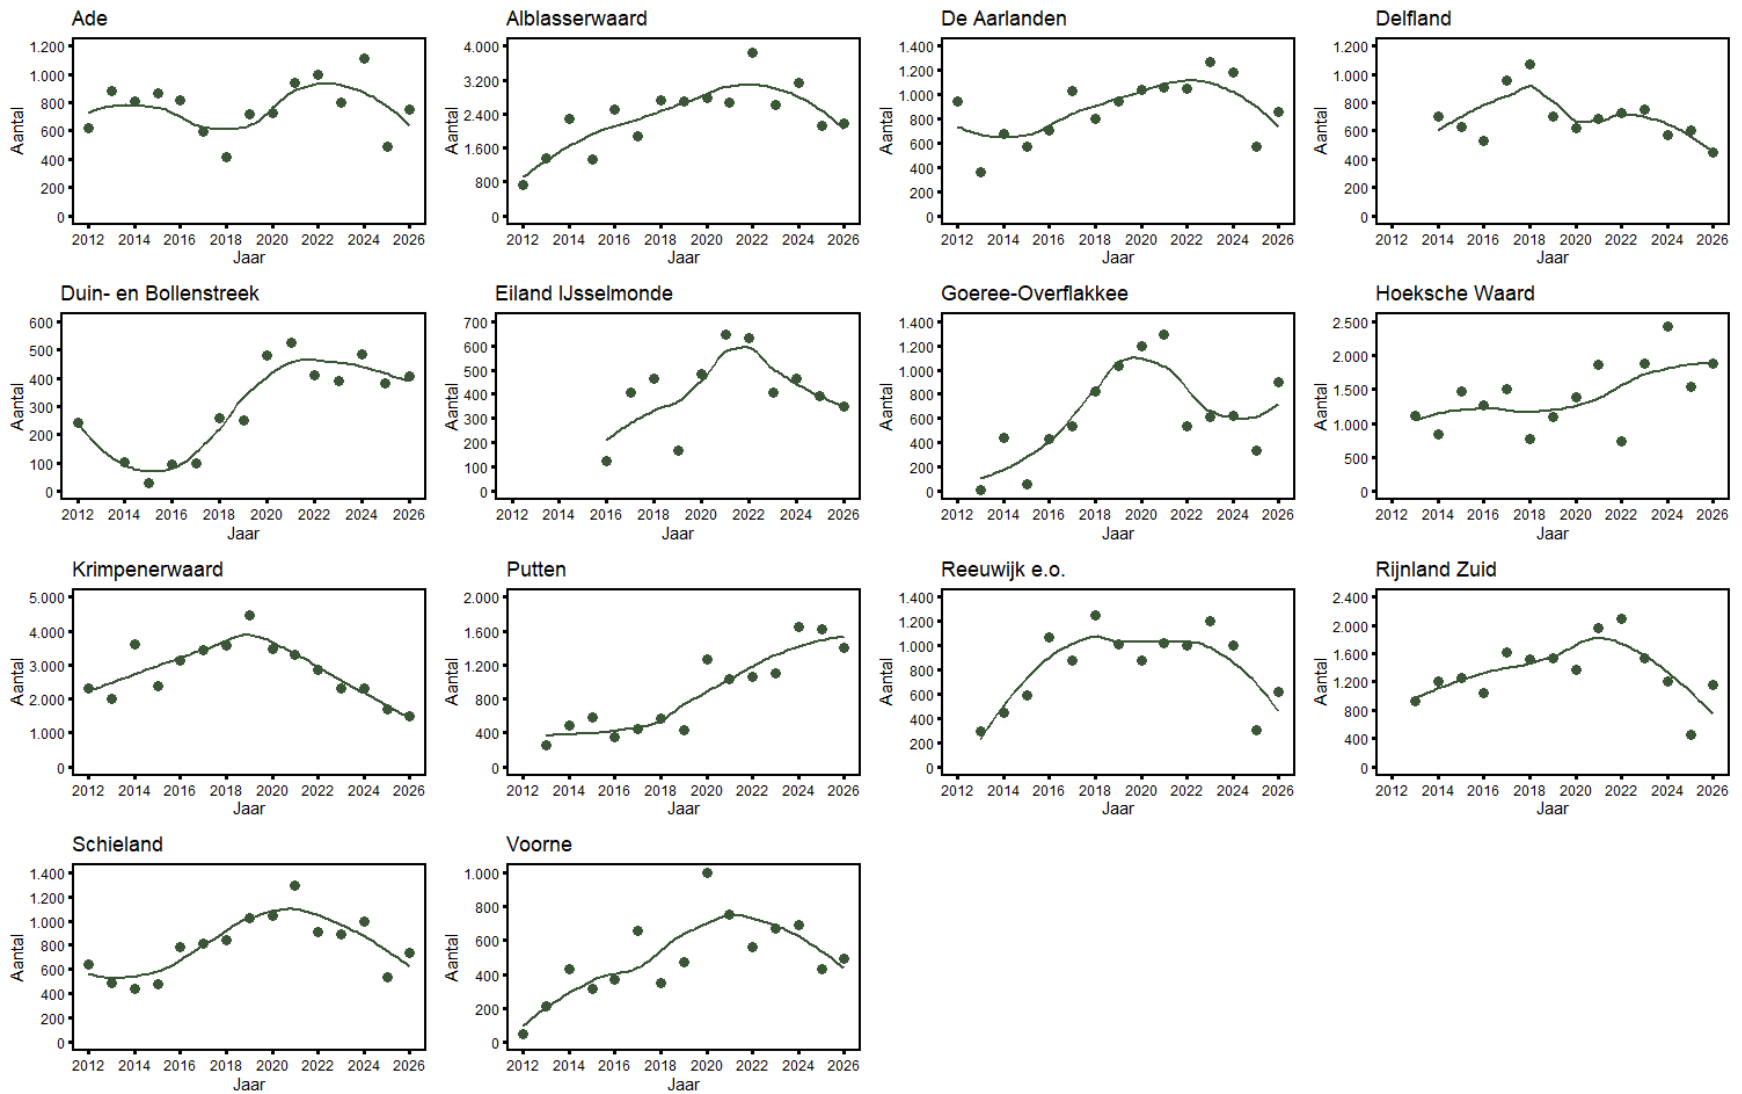 Ade
Aantal
1.200
1.000
800
600
400
200
0
2012 2014 2016 2018 2020 2022 2024 2026
Jaar
Alblasserwaard
Aantal
4.000
3.200
2.400
1.600
800
0
2012 2014 2016 2018 2020 2022 2024 2026
Jaar
De Aarlanden
Aantal
1.400
1.200
1.000
800
600
400
200
0
2012 2014 2016 2018 2020 2022 2024 2026
Jaar
Delfland
Aantal
1.200
1.000
800
600
400
200
0
2012 2014 2016 2018 2020 2022 2024 2026
Jaar
Duin- en Bollenstreek
Aantal
600
500
400
300
200
100
0
2012 2014 2016 2018 2020 2022 2024 2026
Jaar
Eiland IJsselmonde
Aantal
700
600
500
400
300
200
100
0
2012 2014 2016 2018 2020 2022 2024 2026
Jaar
Goeree-Overflakkee
Aantal
1.400
1.200
1.000
800
600
400
200
0
2012 2014 2016 2018 2020 2022 2024 2026
Jaar
Hoeksche Waard
Aantal
2.500
2.000
1.500
1.000
500
0
2012 2014 2016 2018 2020 2022 2024 2026
Jaar
Krimpenerwaard
Aantal
5.000
4.000
3.000
2.000
1.000
0
2012 2014 2016 2018 2020 2022 2024 2026
Jaar
Putten
Aantal
2.000
1.600
1.200
800
400
0
2012 2014 2016 2018 2020 2022 2024 2026
Jaar
Reeuwijk e.o.
Aantal
1.400
1.200
1.000
800
600
400
200
0
2012 2014 2016 2018 2020 2022 2024 2026
Jaar
Rijnland Zuid
Aantal
2.400
2.000
1.600
1.200
800
400
0
2012 2014 2016 2018 2020 2022 2024 2026
Jaar
Schieland
Aantal
1.400
1.200
1.000
800
600
400
200
0
2012 2014 2016 2018 2020 2022 2024 2026
Jaar
Voorne
Aantal
1.000
800
600
400
200
0
2012 2014 2016 2018 2020 2022 2024 2026
Jaar